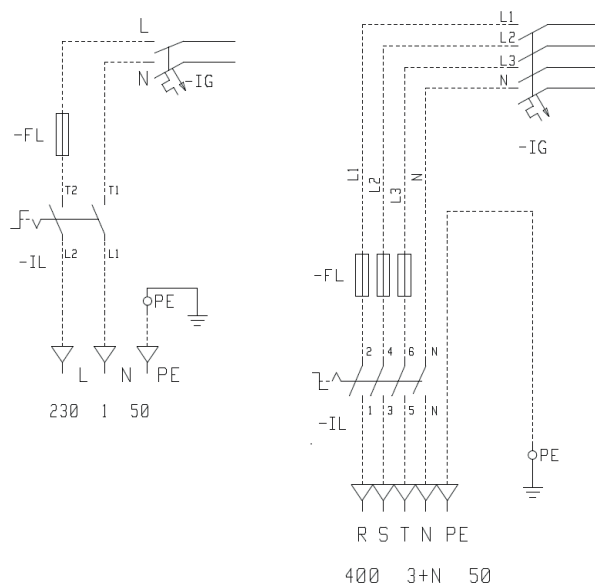 L
N
-IG
-FL
T2 T1
L2 L1
-IL
PE
L N PE
230 1 50
L1
L2
L3
N
-IG
L1
L2
L3
N
-FL
2 4 6 N
1 3 5 N
-IL
PE
R S T N PE
400 3+N 50